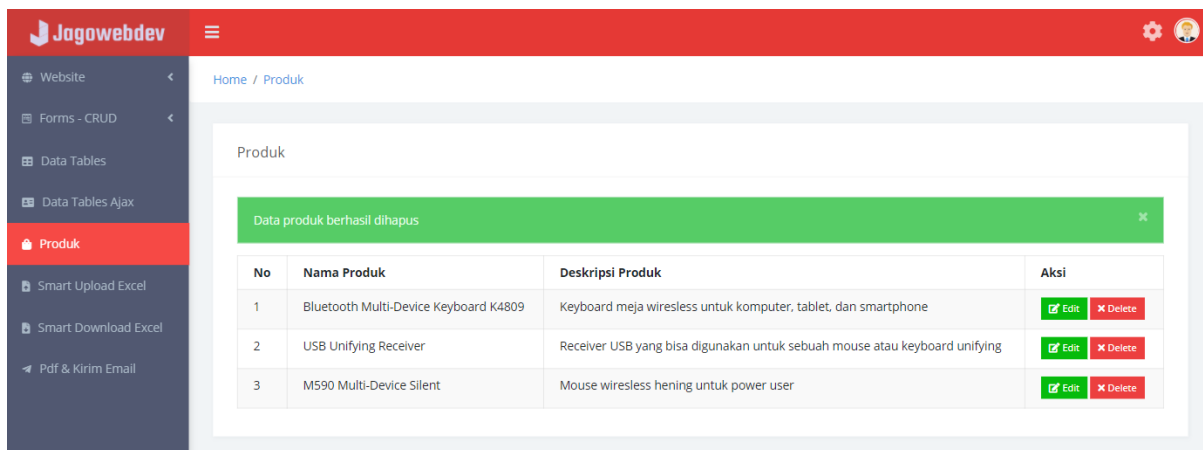 Jagowebdev
Website
Forms - CRUD
Data Tables
Data Tables Ajax
Produk
Smart Upload Excel
Smart Download Excel
Pdf & Kirim Email
Home / Produk
Produk
Data produk berhasil dihapus ×
No Nama Produk Deskripsi Produk Aksi
1 Bluetooth Multi-Device Keyboard K4809 Keyboard meja wiresless untuk komputer, tablet, dan smartphone Edit Delete
2 USB Unifying Receiver Receiver USB yang bisa digunakan untuk sebuah mouse atau keyboard unifying Edit Delete
3 M590 Multi-Device Silent Mouse wiresless hening untuk power user Edit Delete